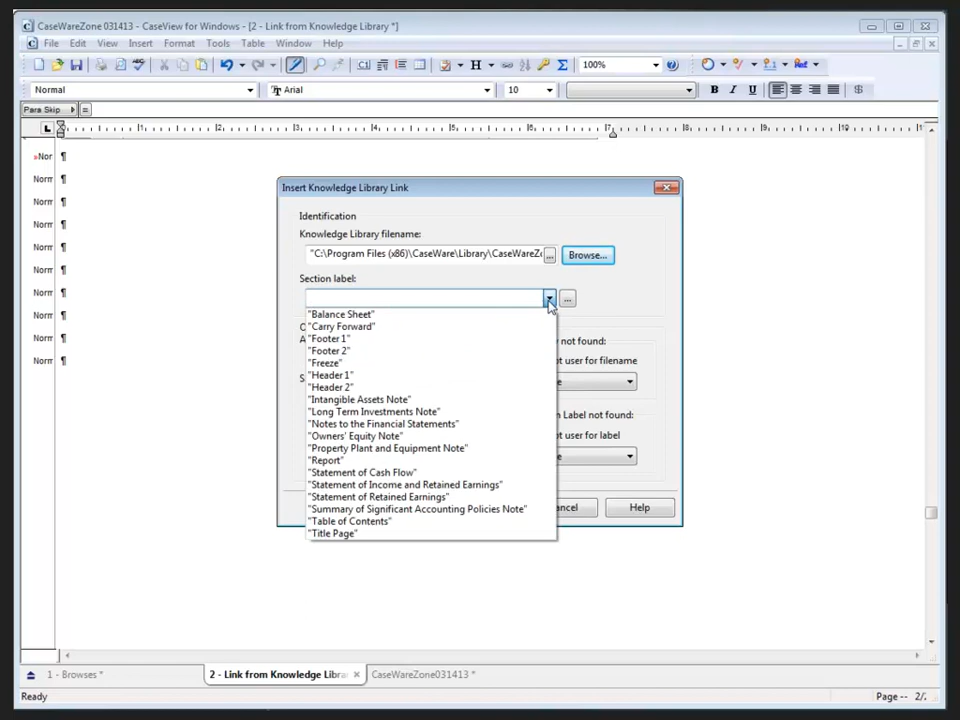 CaseWareZone 031413 - CaseView for Windows - [2 - Link from Knowledge Library *]
File Edit View Insert Format Tools Table Window Help
100%
Normal Arial 10 B I U
Para Skip
Insert Knowledge Library Link
Identification
Knowledge Library filename:
"C:\Program Files (x86)\CaseWare\Library\CaseWareZ
Browse...
Section label:
"Balance Sheet"
"Carry Forward"
"Footer 1"
"Footer 2"
"Freeze"
"Header 1"
"Header 2"
"Intangible Assets Note"
"Long Term Investments Note"
"Notes to the Financial Statements"
"Owners' Equity Note"
"Property Plant and Equipment Note"
"Report"
"Statement of Cash Flow"
"Statement of Income and Retained Earnings"
"Statement of Retained Earnings"
"Summary of Significant Accounting Policies Note"
"Table of Contents"
"Title Page"
not found:
user for filename
Label not found:
user for label
Help
1 - Browses * 2 - Link from Knowledge Libra CaseWareZone031413 *
Ready Page -- 2/